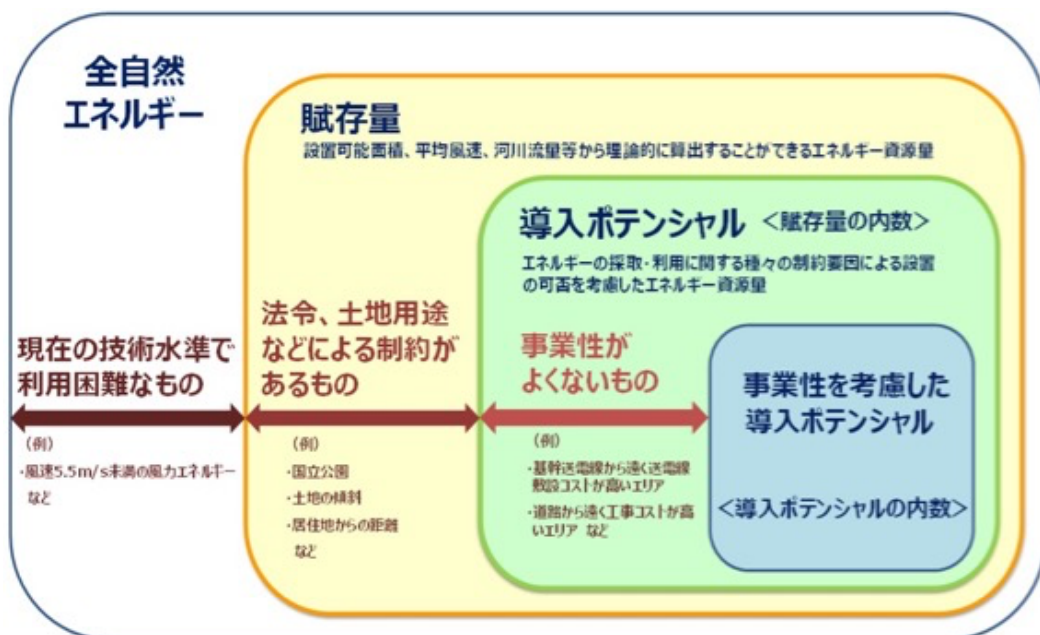 全自然
エネルギー
賦存量
設置可能面積、平均風速、河川流量等から理論的に算出することができるエネルギー資源量
導入ポテンシャル <賦存量の内数>
エネルギーの採取・利用に関する種々の制約要因による設置
の可否を考慮したエネルギー資源量
現在の技術水準で
利用困難なもの
(例)
・風速5.5m/s未満の風力エネルギー
など
法令、土地用途
などによる制約が
あるもの
(例)
・国立公園
・土地の傾斜
・居住地からの距離
など
事業性が
よくないもの
(例)
・基幹送電線から遠く送電線
敷設コストが高いエリア
・道路から遠く工事コストが高
いエリア など
事業性を考慮した
導入ポテンシャル
<導入ポテンシャルの内数>